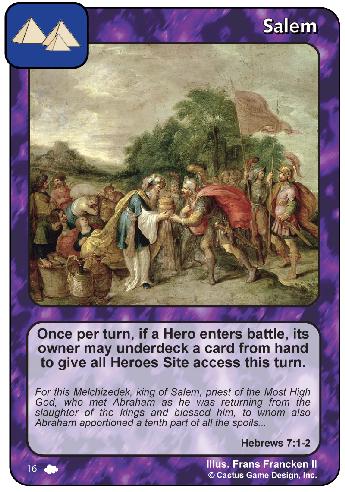 Salem
Once per turn, if a Hero enters battle, its
owner may underdeck a card from hand
to give all Heroes Site access this turn.
For this Melchizedek, king of Salem, priest of the Most High
God, who met Abraham as he was returning from the
slaughter of the kings and blessed him, to whom also
Abraham apportioned a tenth part of all the spoils...
Hebrews 7:1-2
16
Illus. Frans Francken II
© Cactus Game Design, Inc.